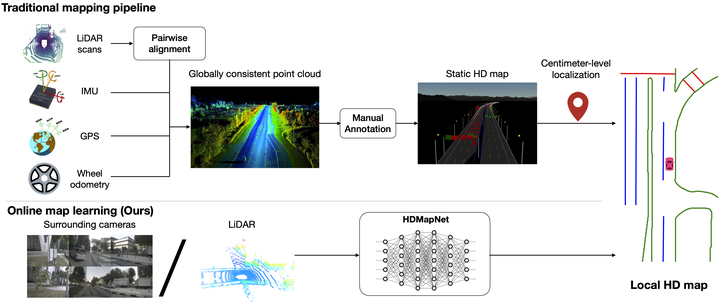 Traditional mapping pipeline
LiDAR
scans
Pairwise
alignment
IMU
GPS
Wheel
odometry
Globally consistent point cloud
Manual
Annotation
Static HD map
Centimeter-level
localization
Online map learning (Ours)
Surrounding cameras
LiDAR
HDMapNet
Local HD map